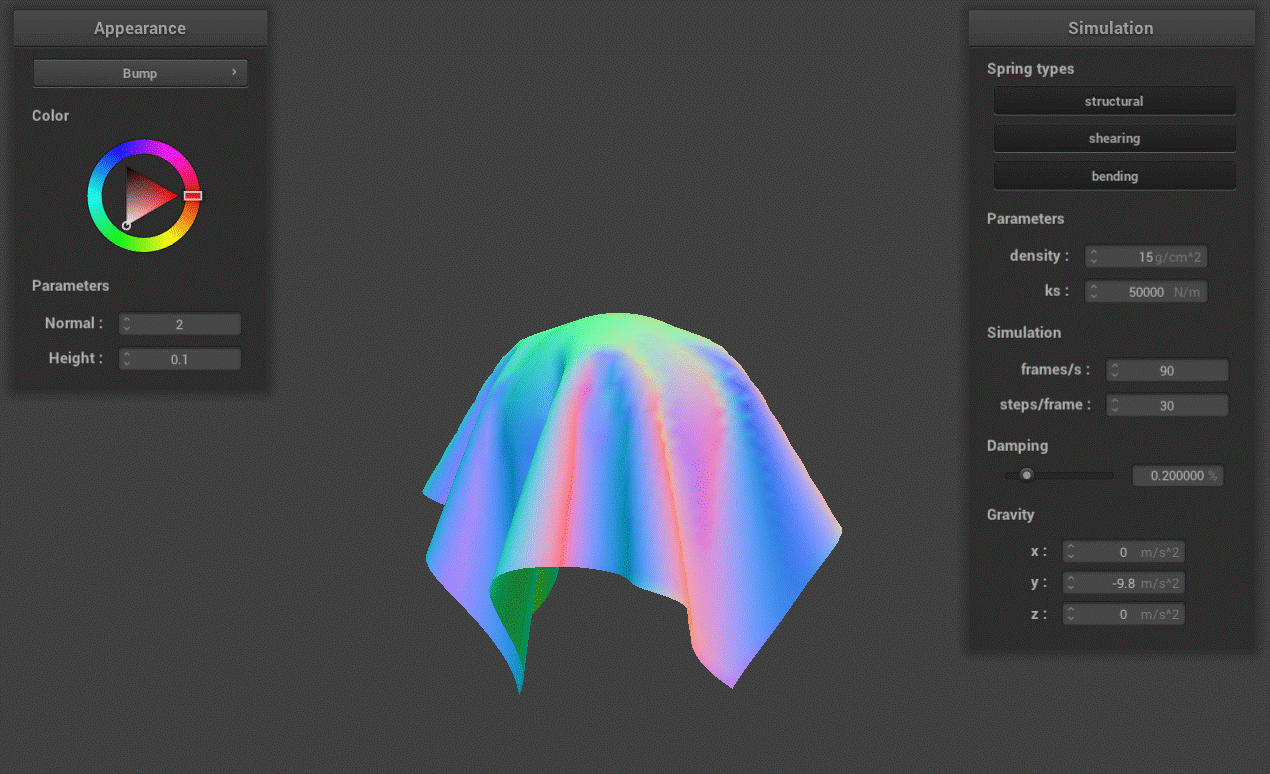 Appearance
Bump
Color
Parameters
Normal : 2
Height : 0.1
Simulation
Spring types
structural
shearing
bending
Parameters
density : 15 g/cm^2
ks : 50000 N/m
Simulation
frames/s : 90
steps/frame : 30
Damping
0.200000 %
Gravity
x : 0 m/s^2
y : -9.8 m/s^2
z : 0 m/s^2